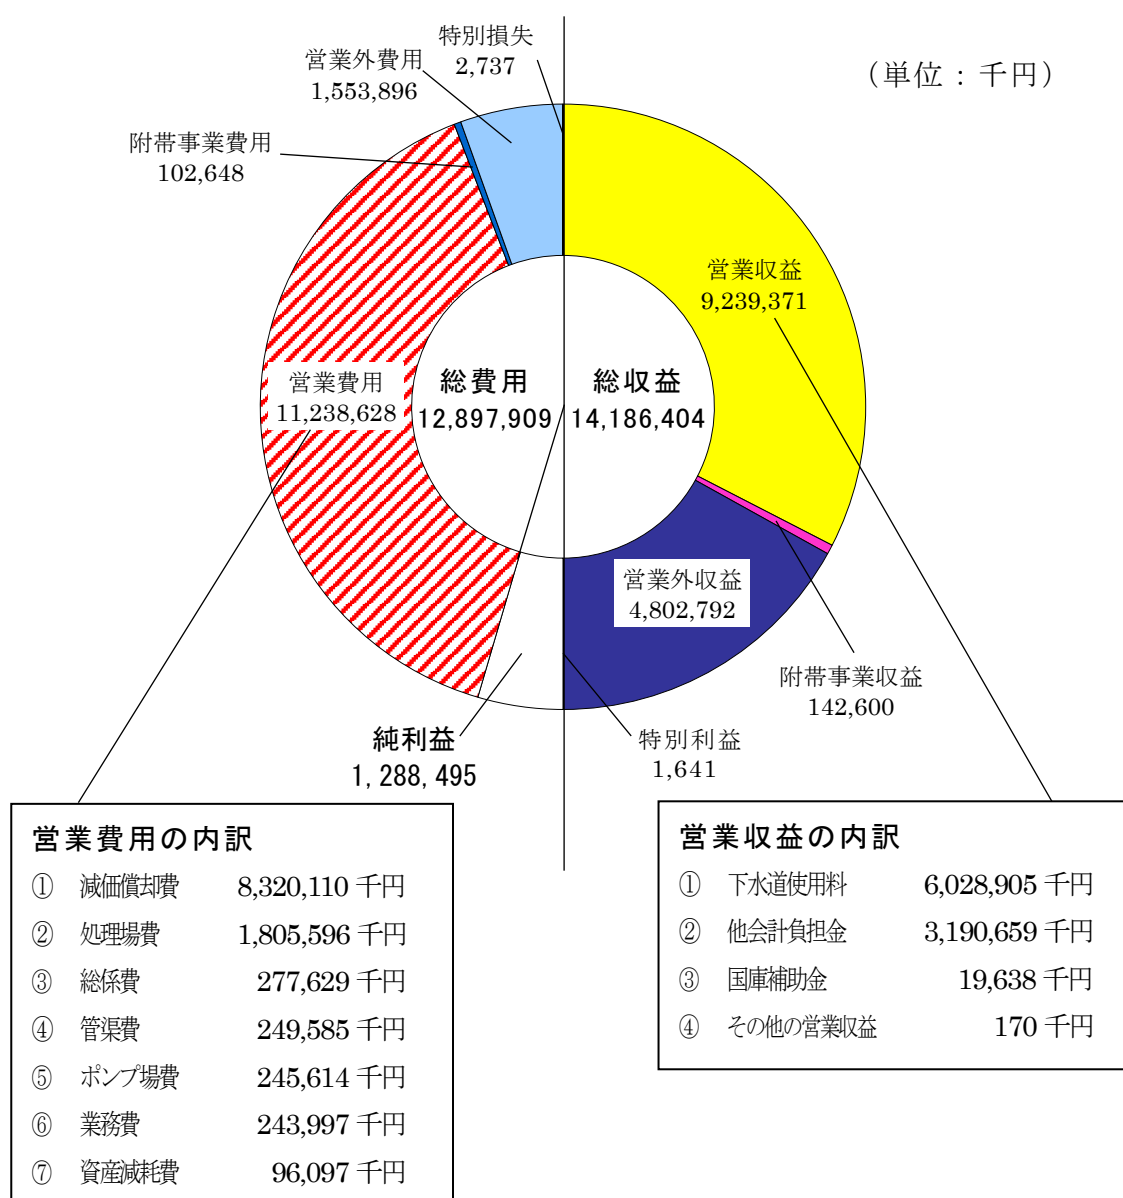 (単位：千円)
特別損失
2,737
営業外費用
1,553,896
附帯事業費用
102,648
営業収益
9,239,371
総費用
12,897,909
総収益
14,186,404
営業費用
11,238,628
営業外収益
4,802,792
附帯事業収益
142,600
特別利益
1,641
純利益
1,288,495
営業費用の内訳
① 減価償却費 8,320,110 千円
② 処理場費 1,805,596 千円
③ 総係費 277,629 千円
④ 管渠費 249,585 千円
⑤ ポンプ場費 245,614 千円
⑥ 業務費 243,997 千円
⑦ 資産減耗費 96,097 千円
営業収益の内訳
① 下水道使用料 6,028,905 千円
② 他会計負担金 3,190,659 千円
③ 国庫補助金 19,638 千円
④ その他の営業収益 170 千円